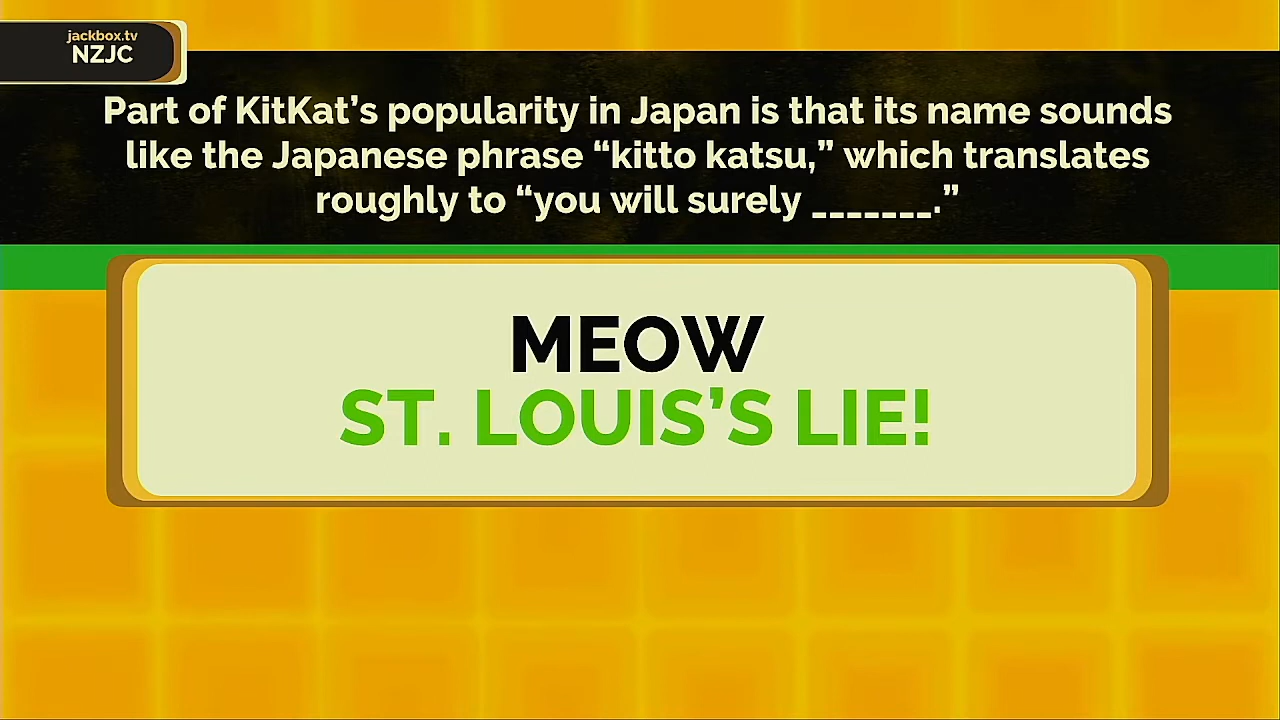 jackbox.tv
NZJC
Part of KitKat’s popularity in Japan is that its name sounds
like the Japanese phrase “kitto katsu,” which translates
roughly to “you will surely _______.”
MEOW
ST. LOUIS’S LIE!